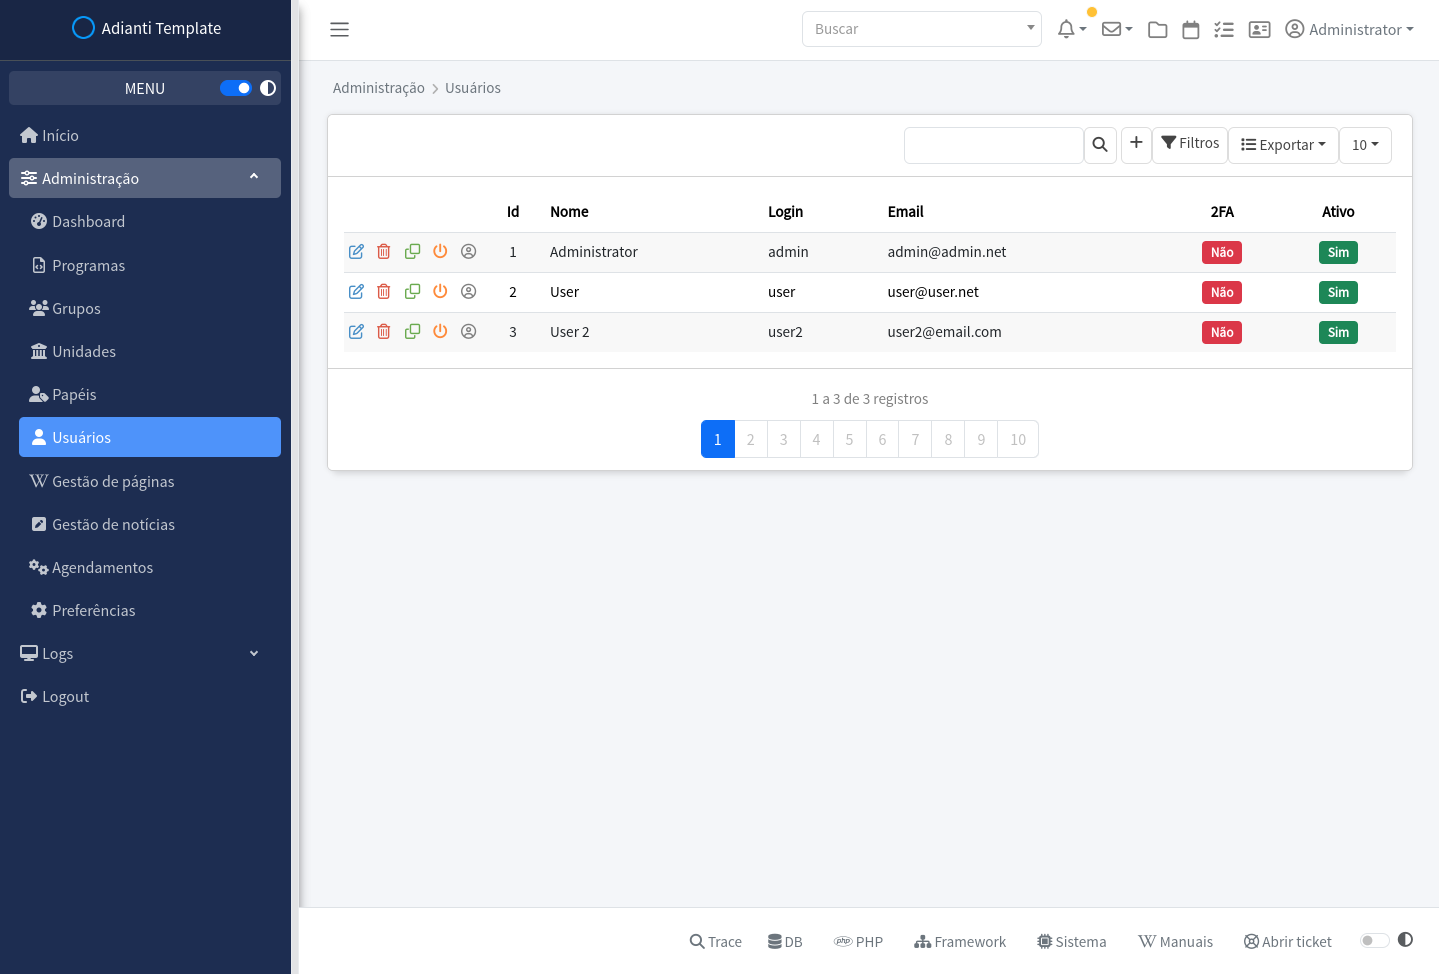 Adianti Template
Buscar
Administrator
MENU
Início
Administração
Dashboard
Programas
Grupos
Unidades
Papéis
Usuários
Gestão de páginas
Gestão de notícias
Agendamentos
Preferências
Logs
Logout
Administração Usuários
Filtros Exportar 10
Id Nome Login Email 2FA Ativo
1 Administrator admin admin@admin.net Não Sim
2 User user user@user.net Não Sim
3 User 2 user2 user2@email.com Não Sim
1 a 3 de 3 registros
1 2 3 4 5 6 7 8 9 10
Trace DB php PHP Framework Sistema Manuais Abrir ticket